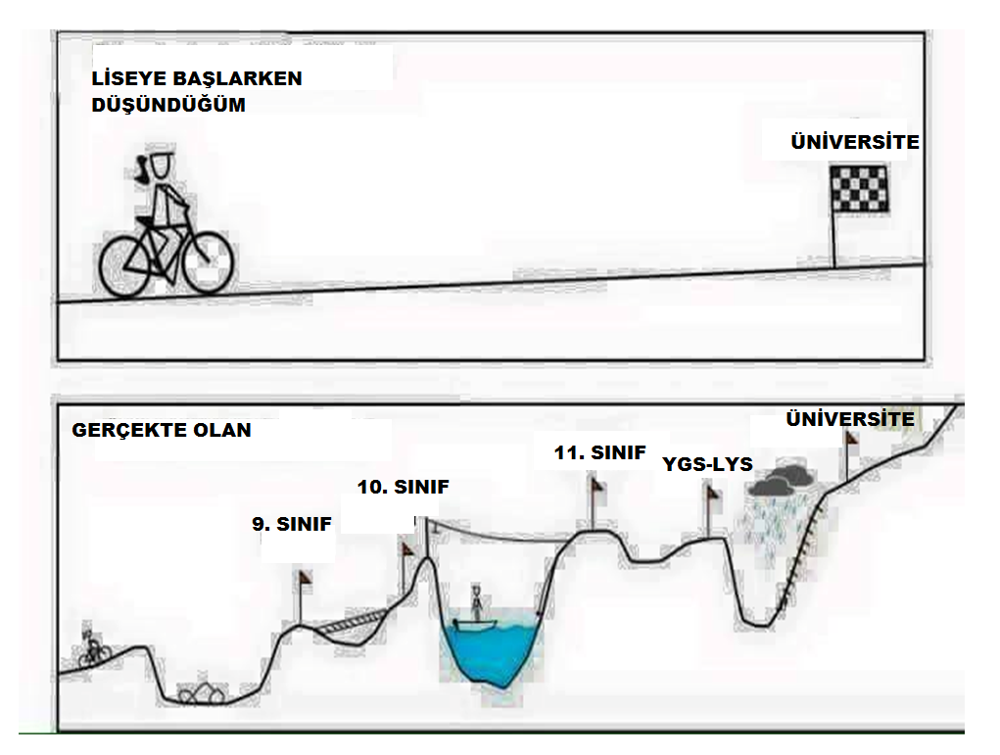 LİSEYE BAŞLARKEN
DÜŞÜNDÜĞÜM
ÜNİVERSİTE
GERÇEKTE OLAN
9. SINIF
10. SINIF
11. SINIF
YGS-LYS
ÜNİVERSİTE